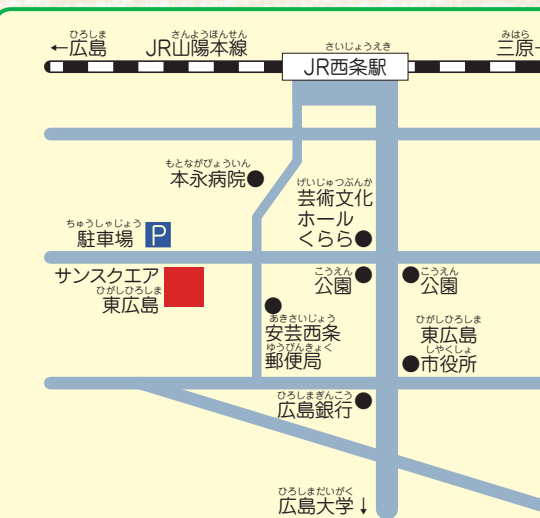 ひろしま
←広島
さんようほんせん
JR山陽本線
さいじょうえき
JR西条駅
みはら
三原
もとながびょういん
本永病院
げいじゅつぶんか
芸術文化
ホール
くらら
ちゅうしゃじょう
駐車場
P
サンスクエア
ひがしひろしま
東広島
こうえん
公園
こうえん
公園
あきさいじょう
安芸西条
ゆうびんきょく
郵便局
ひがしひろしま
東広島
しやくしょ
市役所
ひろしまぎんこう
広島銀行
ひろしまだいがく
広島大学↓